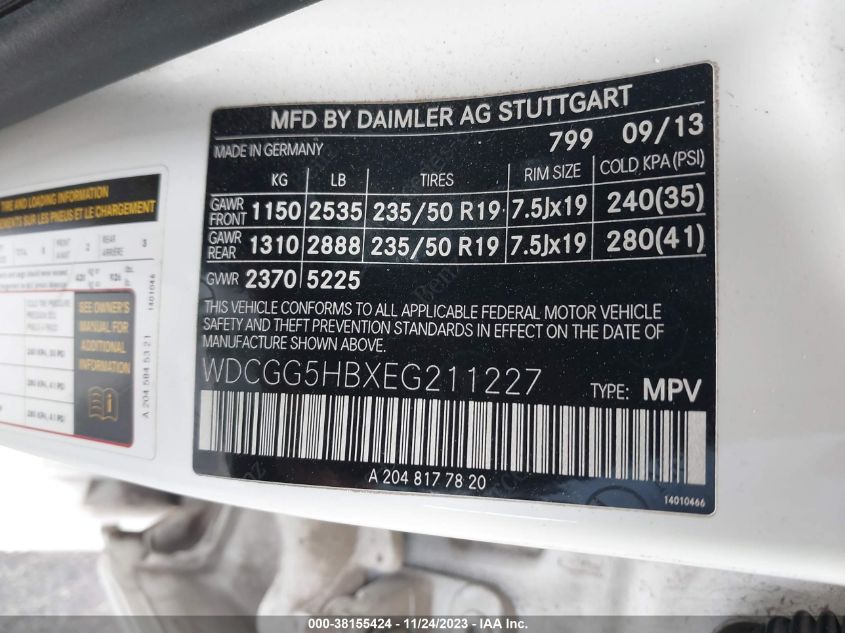 MFD BY DAIMLER AG STUTTGART
MADE IN GERMANY 799 09/13
KG LB TIRES RIM SIZE COLD KPA (PSI)
GAWR FRONT 1150 2535 235/50 R19 7.5Jx19 240(35)
GAWR REAR 1310 2888 235/50 R19 7.5Jx19 280(41)
GVWR 2370 5225
THIS VEHICLE CONFORMS TO ALL APPLICABLE FEDERAL MOTOR VEHICLE
SAFETY AND THEFT PREVENTION STANDARDS IN EFFECT ON THE DATE OF
MANUFACTURE SHOWN ABOVE.
WDCGG5HBXEG211227 TYPE: MPV
A 204 817 78 20
14010466
TIRE AND LOADING INFORMATION
SUR LES PNEUS ET LE CHARGEMENT
SEE OWNER'S
MANUAL FOR
ADDITIONAL
INFORMATION
A 204 584 53 21
000-38155424 - 11/24/2023 - IAA Inc.